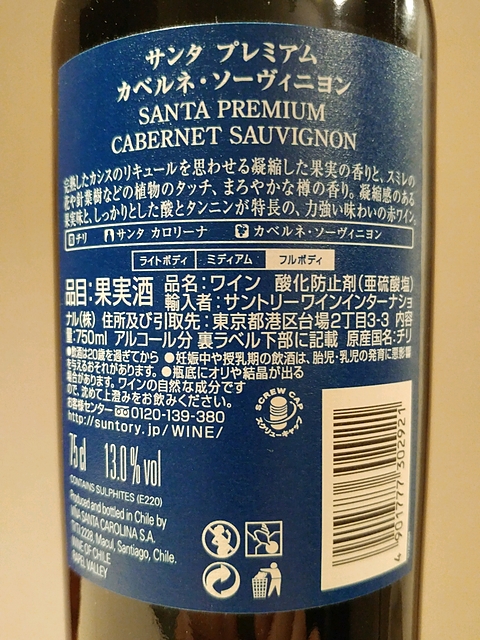 サンタ プレミアム
カベルネ・ソーヴィニヨン
SANTA PREMIUM
CABERNET SAUVIGNON
完熟したカシスのリキュールを思わせる凝縮した果実の香りと、スミレの
花や針葉樹などの植物のタッチ、まろやかな樽の香り。凝縮感のある
果実味と、しっかりとした酸とタンニンが特長の、力強い味わいの赤ワイン。
チリ サンタ カロリーナ カベルネ・ソーヴィニヨン
ライトボディ ミディアム フルボディ
品目:果実酒 品名:ワイン 酸化防止剤(亜硫酸塩)
輸入者:サントリーワインインターナショ
ナル(株) 住所及び引取先:東京都港区台場2丁目3-3 内容
量:750ml アルコール分 裏ラベル下部に記載 原産国名:チリ
●飲酒は20歳を過ぎてから ●妊娠中や授乳期の飲酒は、胎児・乳児の発育に悪影響
を与えるおそれがあります。 ●瓶底にオリや結晶が出る
場合があります。ワインの自然な成分です
ので、沈めて上澄みをお飲みください。
お客様センター 0120-139-380
http://suntory.jp/WINE/
SCREW CAP
スクリューキャップ
75cl 13.0%vol
CONTAINS SULPHITES (E220)
Produced and bottled in Chile by
VIÑA SANTA CAROLINA S.A.
TIT. 2228, Macul, Santiago, Chile.
WINE OF CHILE
RAPEL VALLEY
4 901777 302921